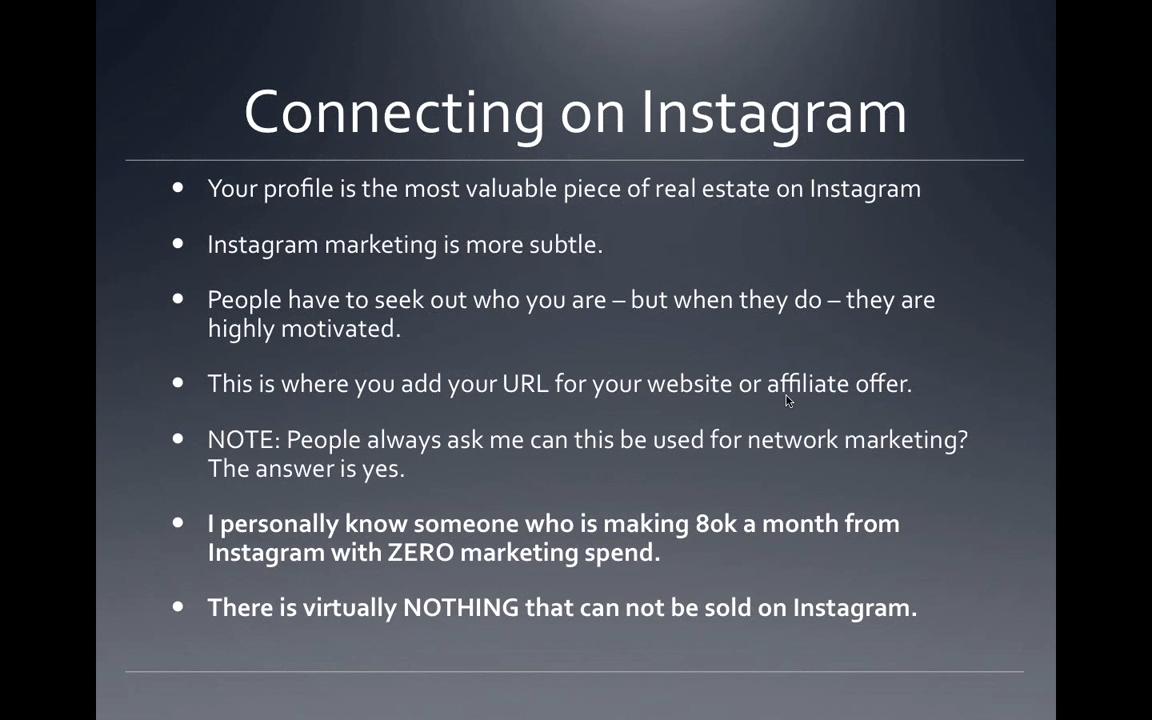 Connecting on Instagram
• Your profile is the most valuable piece of real estate on Instagram
• Instagram marketing is more subtle.
• People have to seek out who you are – but when they do – they are
highly motivated.
• This is where you add your URL for your website or affiliate offer.
• NOTE: People always ask me can this be used for network marketing?
The answer is yes.
• I personally know someone who is making 80k a month from
Instagram with ZERO marketing spend.
• There is virtually NOTHING that can not be sold on Instagram.